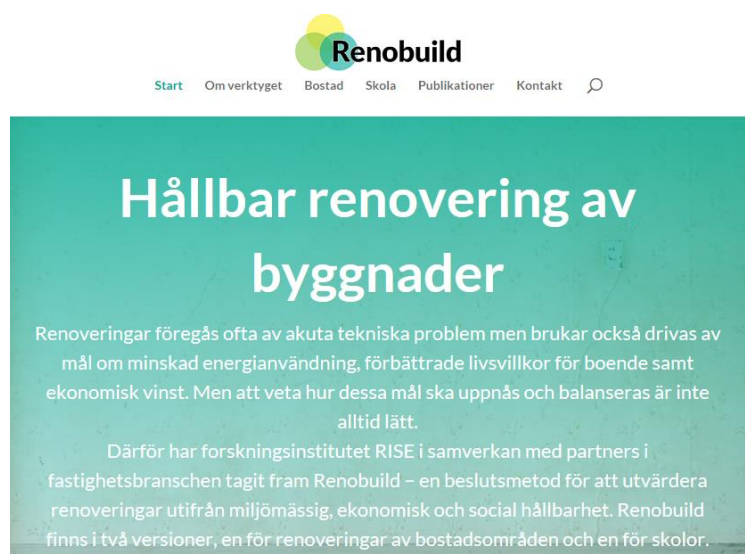 Renobuild
Start Om verktyget Bostad Skola Publikationer Kontakt
Hållbar renovering av
byggnader
Renoveringar föregås ofta av akuta tekniska problem men brukar också drivas av
mål om minskad energianvändning, förbättrade livsvillkor för boende samt
ekonomisk vinst. Men att veta hur dessa mål ska uppnås och balanseras är inte
alltid lätt.
Därför har forskningsinstitutet RISE i samverkan med partners i
fastighetsbranschen tagit fram Renobuild – en beslutsmetod för att utvärdera
renoveringar utifrån miljömässig, ekonomisk och social hållbarhet. Renobuild
finns i två versioner, en för renoveringar av bostadsområden och en för skolor.